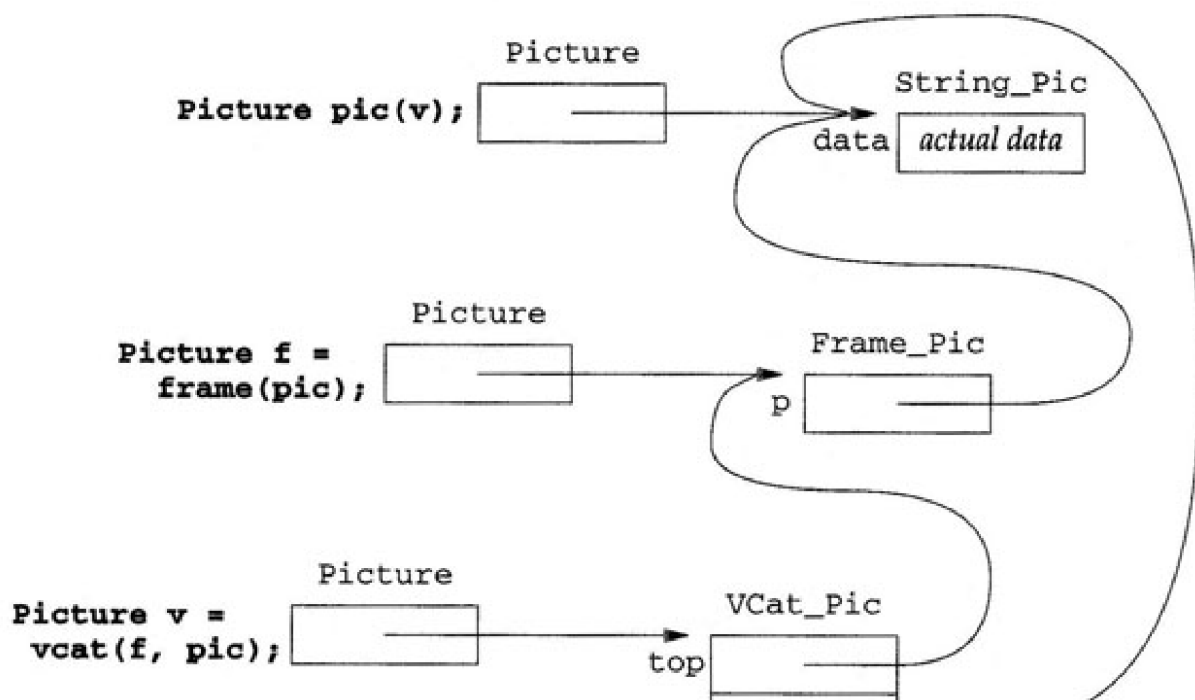 Picture
String_Pic
Picture pic(v);
data
actual data
Picture
Picture f =
frame(pic);
Frame_Pic
p
Picture
Picture v =
vcat(f, pic);
VCat_Pic
top